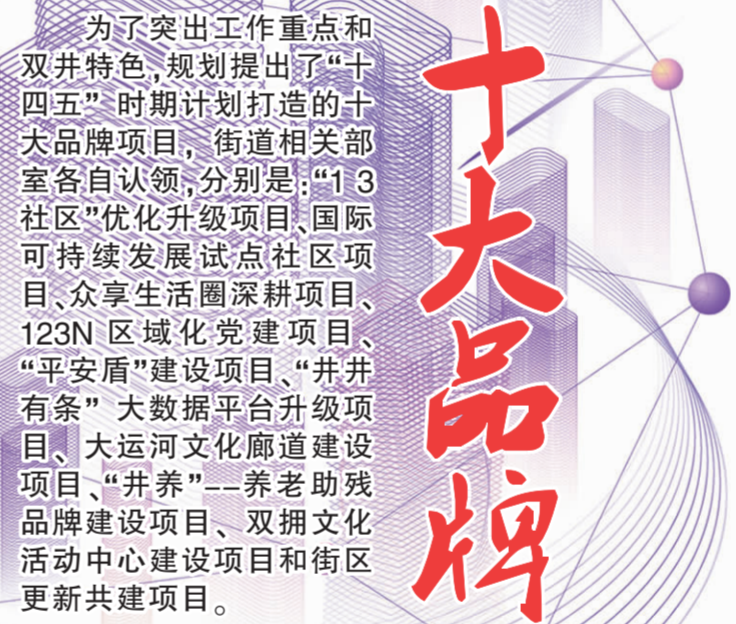 为了突出工作重点和
双井特色,规划提出了“十
四五”时期计划打造的十
大品牌项目，街道相关部
室各自认领,分别是:“1 3
社区”优化升级项目、国际
可持续发展试点社区项
目、众享生活圈深耕项目、
123N 区域化党建项目、
“平安盾”建设项目、“井井
有条”大数据平台升级项
目、大运河文化廊道建设
项目、“井养”--养老助残
品牌建设项目、双拥文化
活动中心建设项目和街区
更新共建项目。
十大品牌